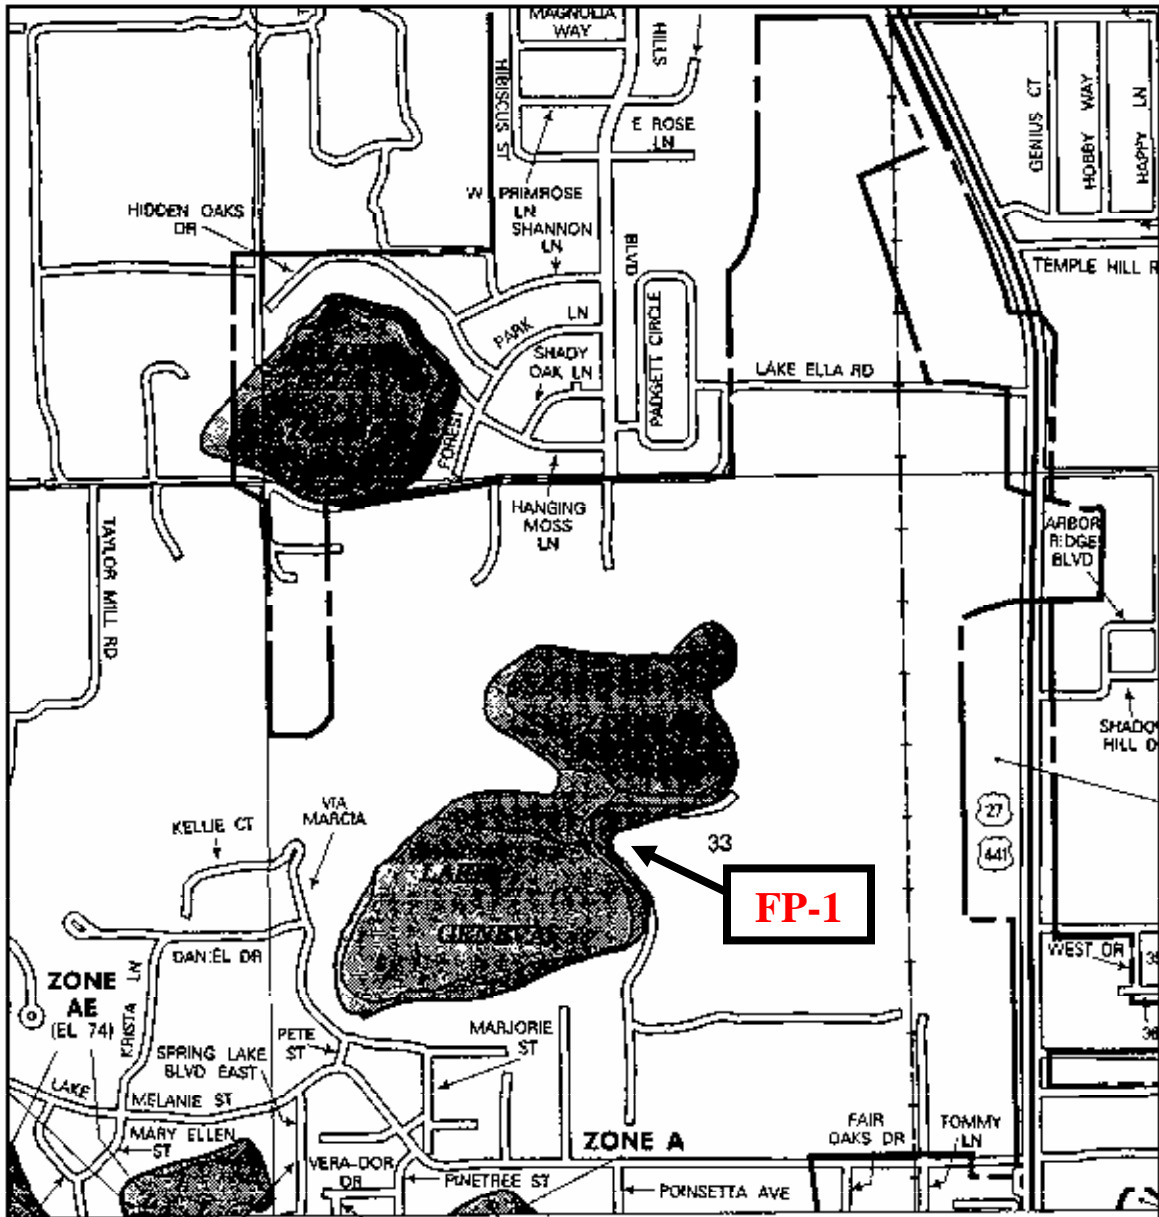 MAGNOLIA
WAY
HILLS
HIBISCUS ST
GENIUS CT
HOBBY WAY
HAPPY LN
E ROSE
LN
W PRIMROSE
LN
SHANNON
LN
HIDDEN OAKS
DR
BLVD
TEMPLE HILL R
PARK LN
SHADY
OAK LN
PADGETT CIRCLE
LAKE ELLA RD
FOREST
HANGING
MOSS
LN
TAYLOR MILL RD
ARBOR
RIDGE
BLVD
SHADOW
HILL D
VIA
MARCIA
KELLIE CT
27
441
33
FP-1
LAKE
GENEVA
DANIEL DR
KRISTA LN
WEST DR
35
36
ZONE
AE
(EL 74)
PETE
ST
MARJORIE
ST
SPRING LAKE
BLVD EAST
LAKE
MELANIE ST
MARY ELLEN
ST
VERA-DOR
DR
ZONE A
FAIR
OAKS DR
TOMMY
LN
PINETREE ST
POINSETTA AVE